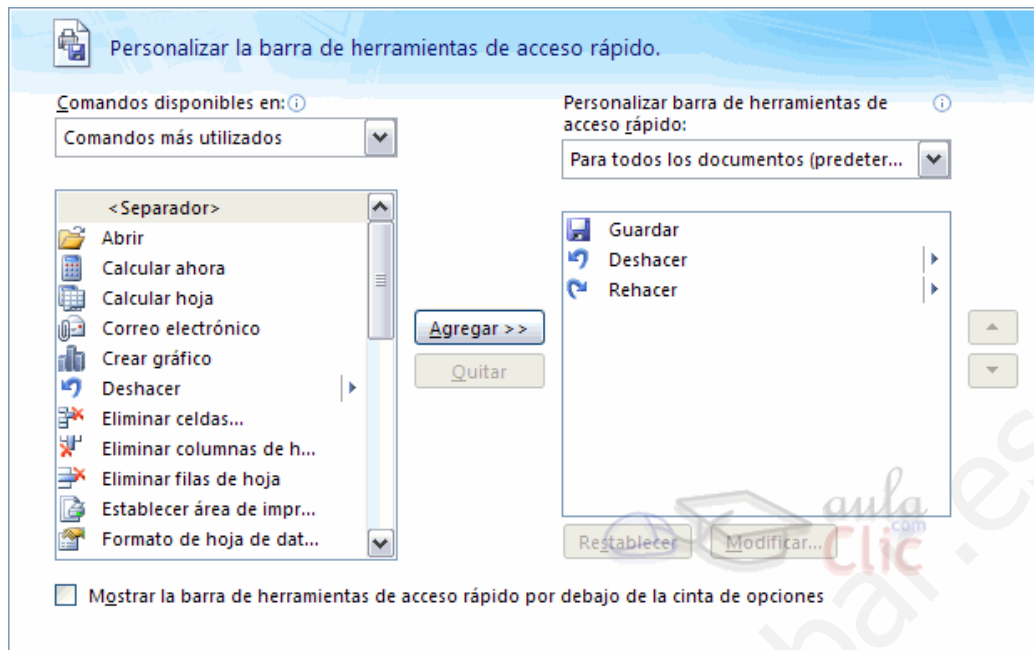 Personalizar la barra de herramientas de acceso rápido.
Comandos disponibles en:
Comandos más utilizados
<Separador>
Abrir
Calcular ahora
Calcular hoja
Correo electrónico
Crear gráfico
Deshacer
Eliminar celdas...
Eliminar columnas de h...
Eliminar filas de hoja
Establecer área de impr...
Formato de hoja de dat...
Agregar >>
Quitar
Personalizar barra de herramientas de
acceso rápido:
Para todos los documentos (predeter...
Guardar
Deshacer
Rehacer
Restablecer
Modificar...
aula
.com
Clic
Mostrar la barra de herramientas de acceso rápido por debajo de la cinta de opciones